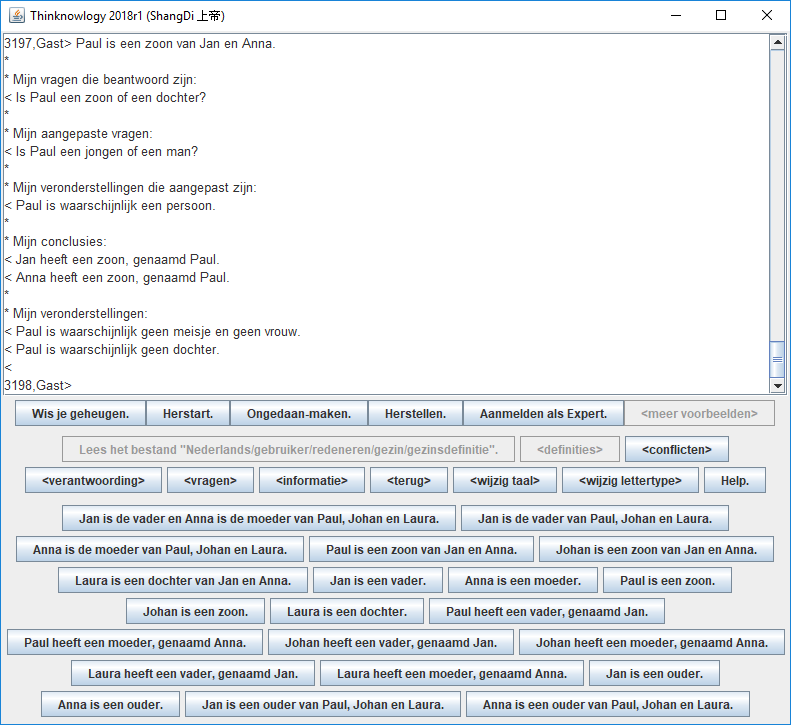 Thinknowlogy 2018r1 (ShangDi 上帝)
3197,Gast> Paul is een zoon van Jan en Anna.
*
* Mijn vragen die beantwoord zijn:
< Is Paul een zoon of een dochter?
*
* Mijn aangepaste vragen:
< Is Paul een jongen of een man?
*
* Mijn veronderstellingen die aangepast zijn:
< Paul is waarschijnlijk een persoon.
*
* Mijn conclusies:
< Jan heeft een zoon, genaamd Paul.
< Anna heeft een zoon, genaamd Paul.
*
* Mijn veronderstellingen:
< Paul is waarschijnlijk geen meisje en geen vrouw.
< Paul is waarschijnlijk geen dochter.
<
3198,Gast>
Wis je geheugen. Herstart. Ongedaan-maken. Herstellen. Aanmelden als Expert. <meer voorbeelden>
Lees het bestand "Nederlands/gebruiker/redeneren/gezin/gezinsdefinitie". <definities> <conflicten>
<verantwoording> <vragen> <informatie> <terug> <wijzig taal> <wijzig lettertype> Help.
Jan is de vader en Anna is de moeder van Paul, Johan en Laura. Jan is de vader van Paul, Johan en Laura.
Anna is de moeder van Paul, Johan en Laura. Paul is een zoon van Jan en Anna. Johan is een zoon van Jan en Anna.
Laura is een dochter van Jan en Anna. Jan is een vader. Anna is een moeder. Paul is een zoon.
Johan is een zoon. Laura is een dochter. Paul heeft een vader, genaamd Jan.
Paul heeft een moeder, genaamd Anna. Johan heeft een vader, genaamd Jan. Johan heeft een moeder, genaamd Anna.
Laura heeft een vader, genaamd Jan. Laura heeft een moeder, genaamd Anna. Jan is een ouder.
Anna is een ouder. Jan is een ouder van Paul, Johan en Laura. Anna is een ouder van Paul, Johan en Laura.